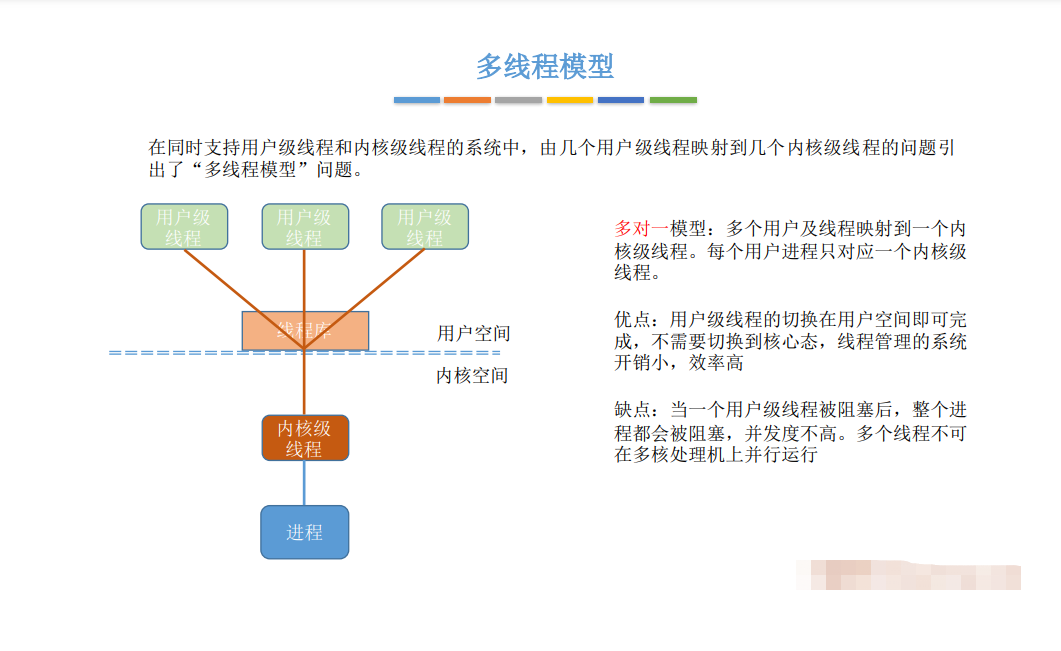 多线程模型
在同时支持用户级线程和内核级线程的系统中，由几个用户级线程映射到几个内核级线程的问题引
出了“多线程模型”问题。
用户级
线程
用户级
线程
用户级
线程
线程库
用户空间
内核空间
内核级
线程
进程
多对一模型：多个用户及线程映射到一个内
核级线程。每个用户进程只对应一个内核级
线程。
优点：用户级线程的切换在用户空间即可完
成，不需要切换到核心态，线程管理的系统
开销小，效率高
缺点：当一个用户级线程被阻塞后，整个进
程都会被阻塞，并发度不高。多个线程不可
在多核处理机上并行运行